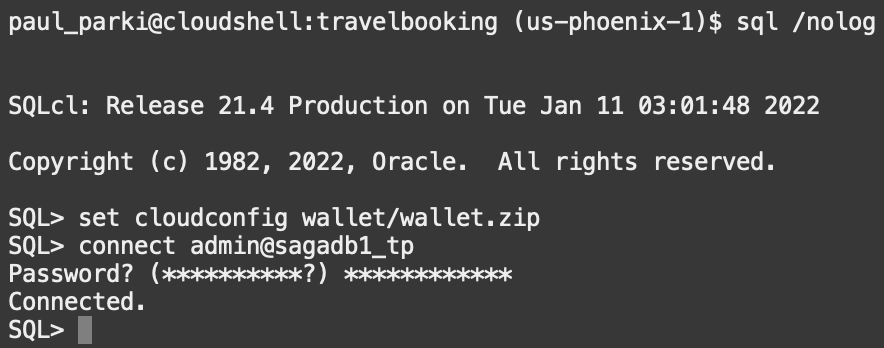 paul_parki@cloudshell:travelbooking (us-phoenix-1)$ sql /nolog
SQLcl: Release 21.4 Production on Tue Jan 11 03:01:48 2022
Copyright (c) 1982, 2022, Oracle.  All rights reserved.
SQL> set cloudconfig wallet/wallet.zip
SQL> connect admin@sagadb1_tp
Password? (**********?) ************
Connected.
SQL>